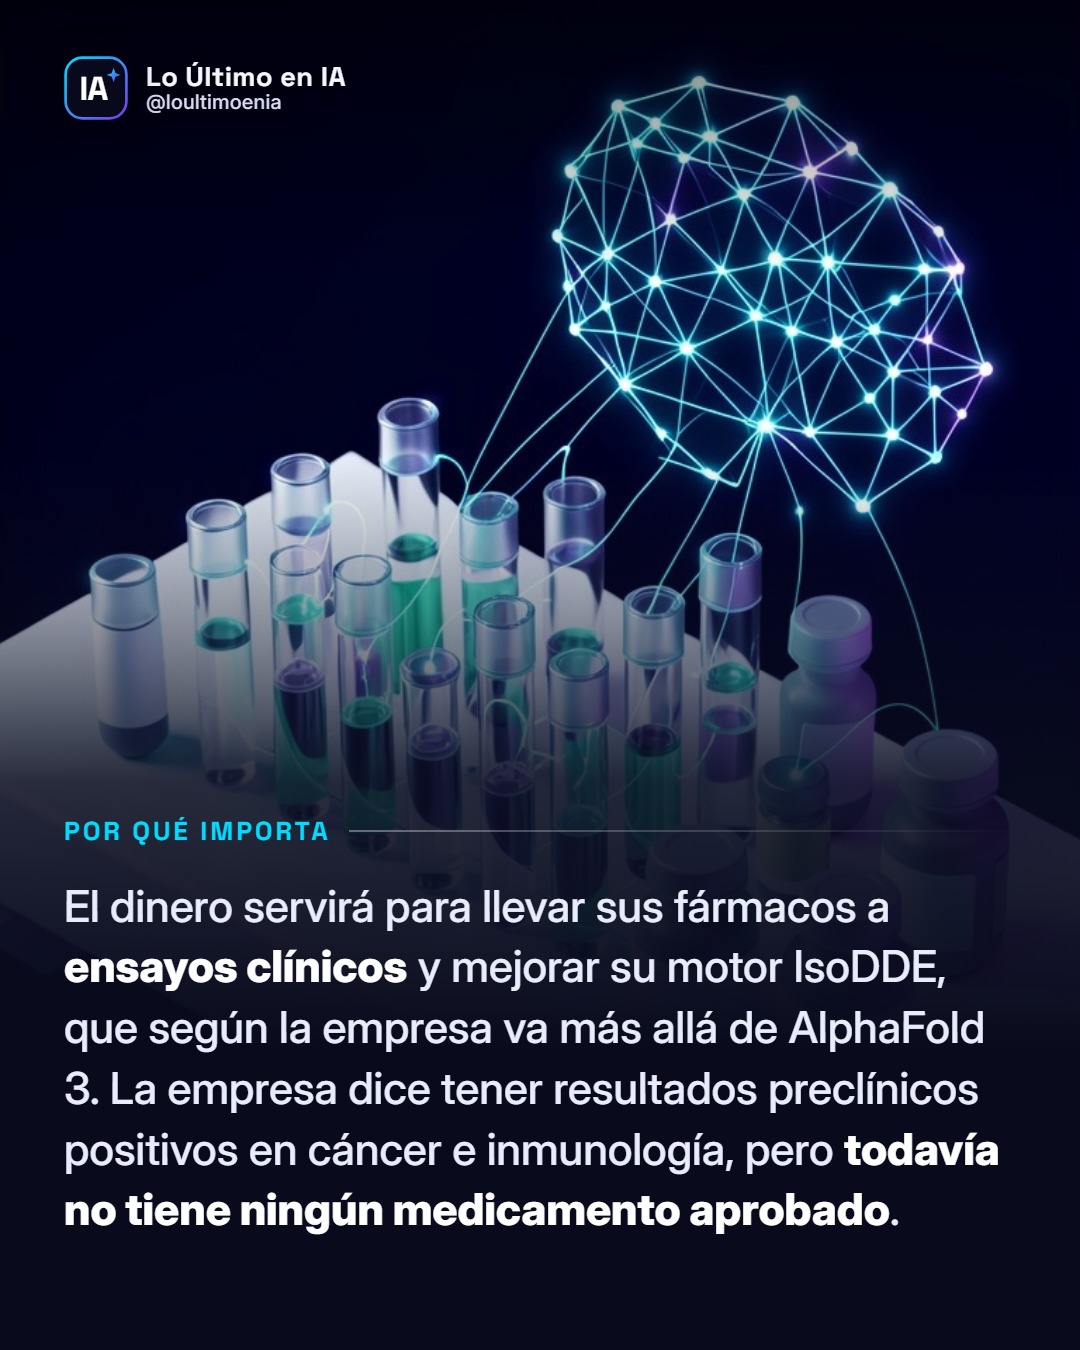 IA
Lo Último en IA
@loultimoenia
POR QUÉ IMPORTA
El dinero servirá para llevar sus fármacos a
ensayos clínicos y mejorar su motor IsoDDE,
que según la empresa va más allá de AlphaFold
3. La empresa dice tener resultados preclínicos
positivos en cáncer e inmunología, pero todavía
no tiene ningún medicamento aprobado.